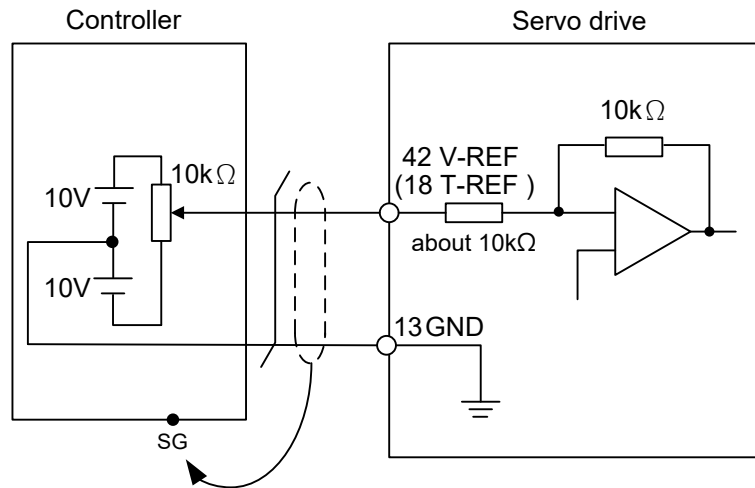 Controller
Servo drive
10V
10V
10kΩ
SG
42 V-REF
(18 T-REF )
about 10kΩ
10kΩ
13 GND